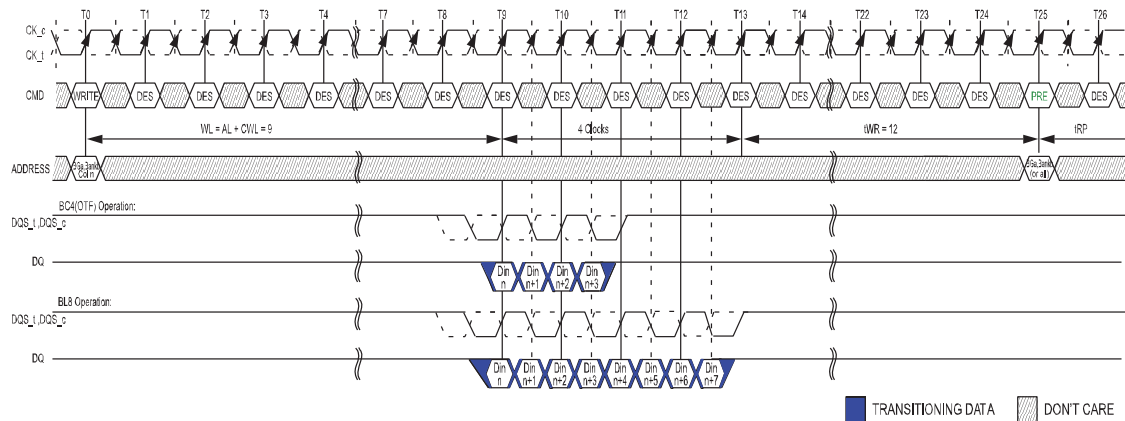 T0 T1 T2 T3 T4 T7 T8 T9 T10 T11 T12 T13 T14 T22 T23 T24 T25 T26
CK_c
CK_t
CMD WRITE DES DES DES DES DES DES DES DES DES DES DES DES DES DES DES PRE DES
WL = AL + CWL = 9 4 Clocks tWR = 12 tRP
ADDRESS BGa,Bankb BGa,Bankb
Col n (or all)
BC4(OTF) Operation:
DQS_t,DQS_c
DQ Din Din Din Din
n n+1 n+2 n+3
BL8 Operation:
DQS_t,DQS_c
DQ Din Din Din Din Din Din Din Din
n n+1 n+2 n+3 n+4 n+5 n+6 n+7
TRANSITIONING DATA DON'T CARE